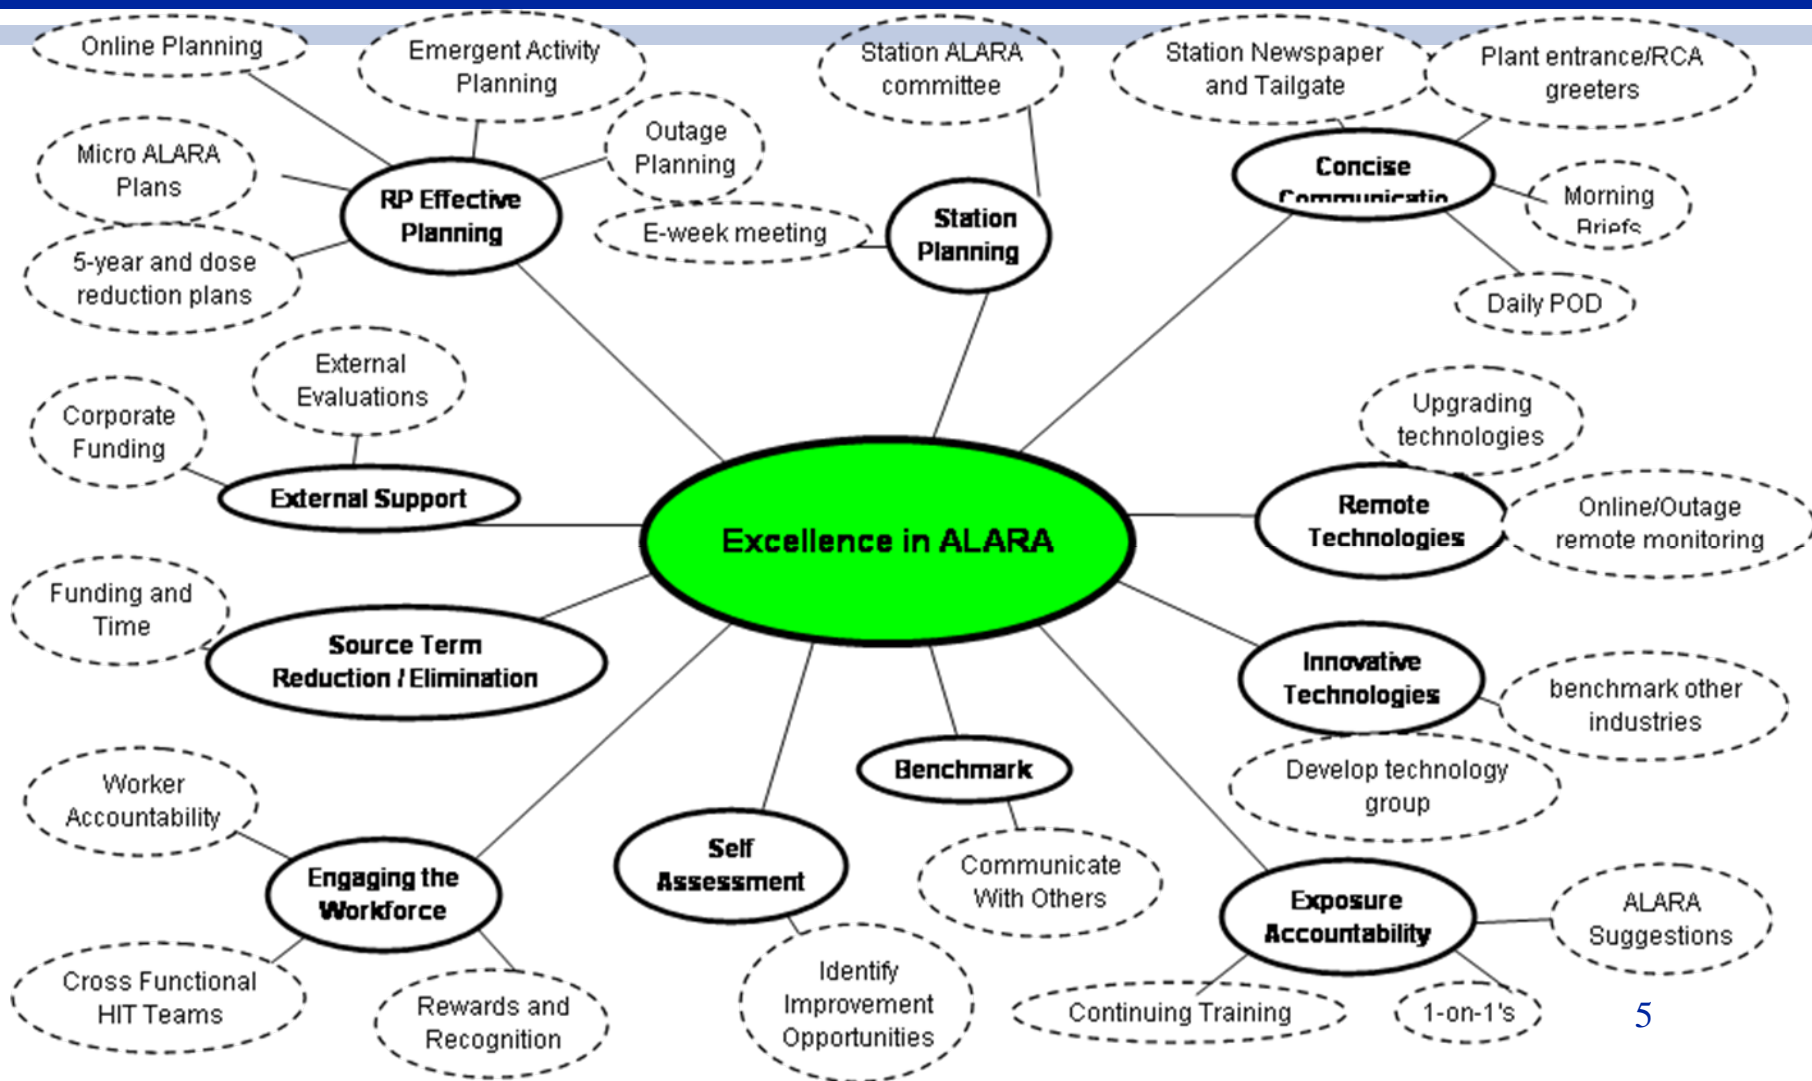 Online Planning
Emergent Activity
Planning
Station ALARA
committee
Station Newspaper
and Tailgate
Plant entrance/RCA
greeters
Micro ALARA
Plans
Outage
Planning
RP Effective
Planning
E-week meeting
Station
Planning
Concise
Communicatio
Morning
Briefs
5-year and dose
reduction plans
Daily POD
External
Evaluations
Corporate
Funding
External Support
Upgrading
technologies
Remote
Technologies
Online/Outage
remote monitoring
Excellence in ALARA
Funding and
Time
Source Term
Reduction / Elimination
Innovative
Technologies
benchmark other
industries
Develop technology
group
Benchmark
Worker
Accountability
Self
Assessment
Communicate
With Others
Engaging the
Workforce
Exposure
Accountability
ALARA
Suggestions
Cross Functional
HIT Teams
Rewards and
Recognition
Identify
Improvement
Opportunities
Continuing Training
1-on-1's
5